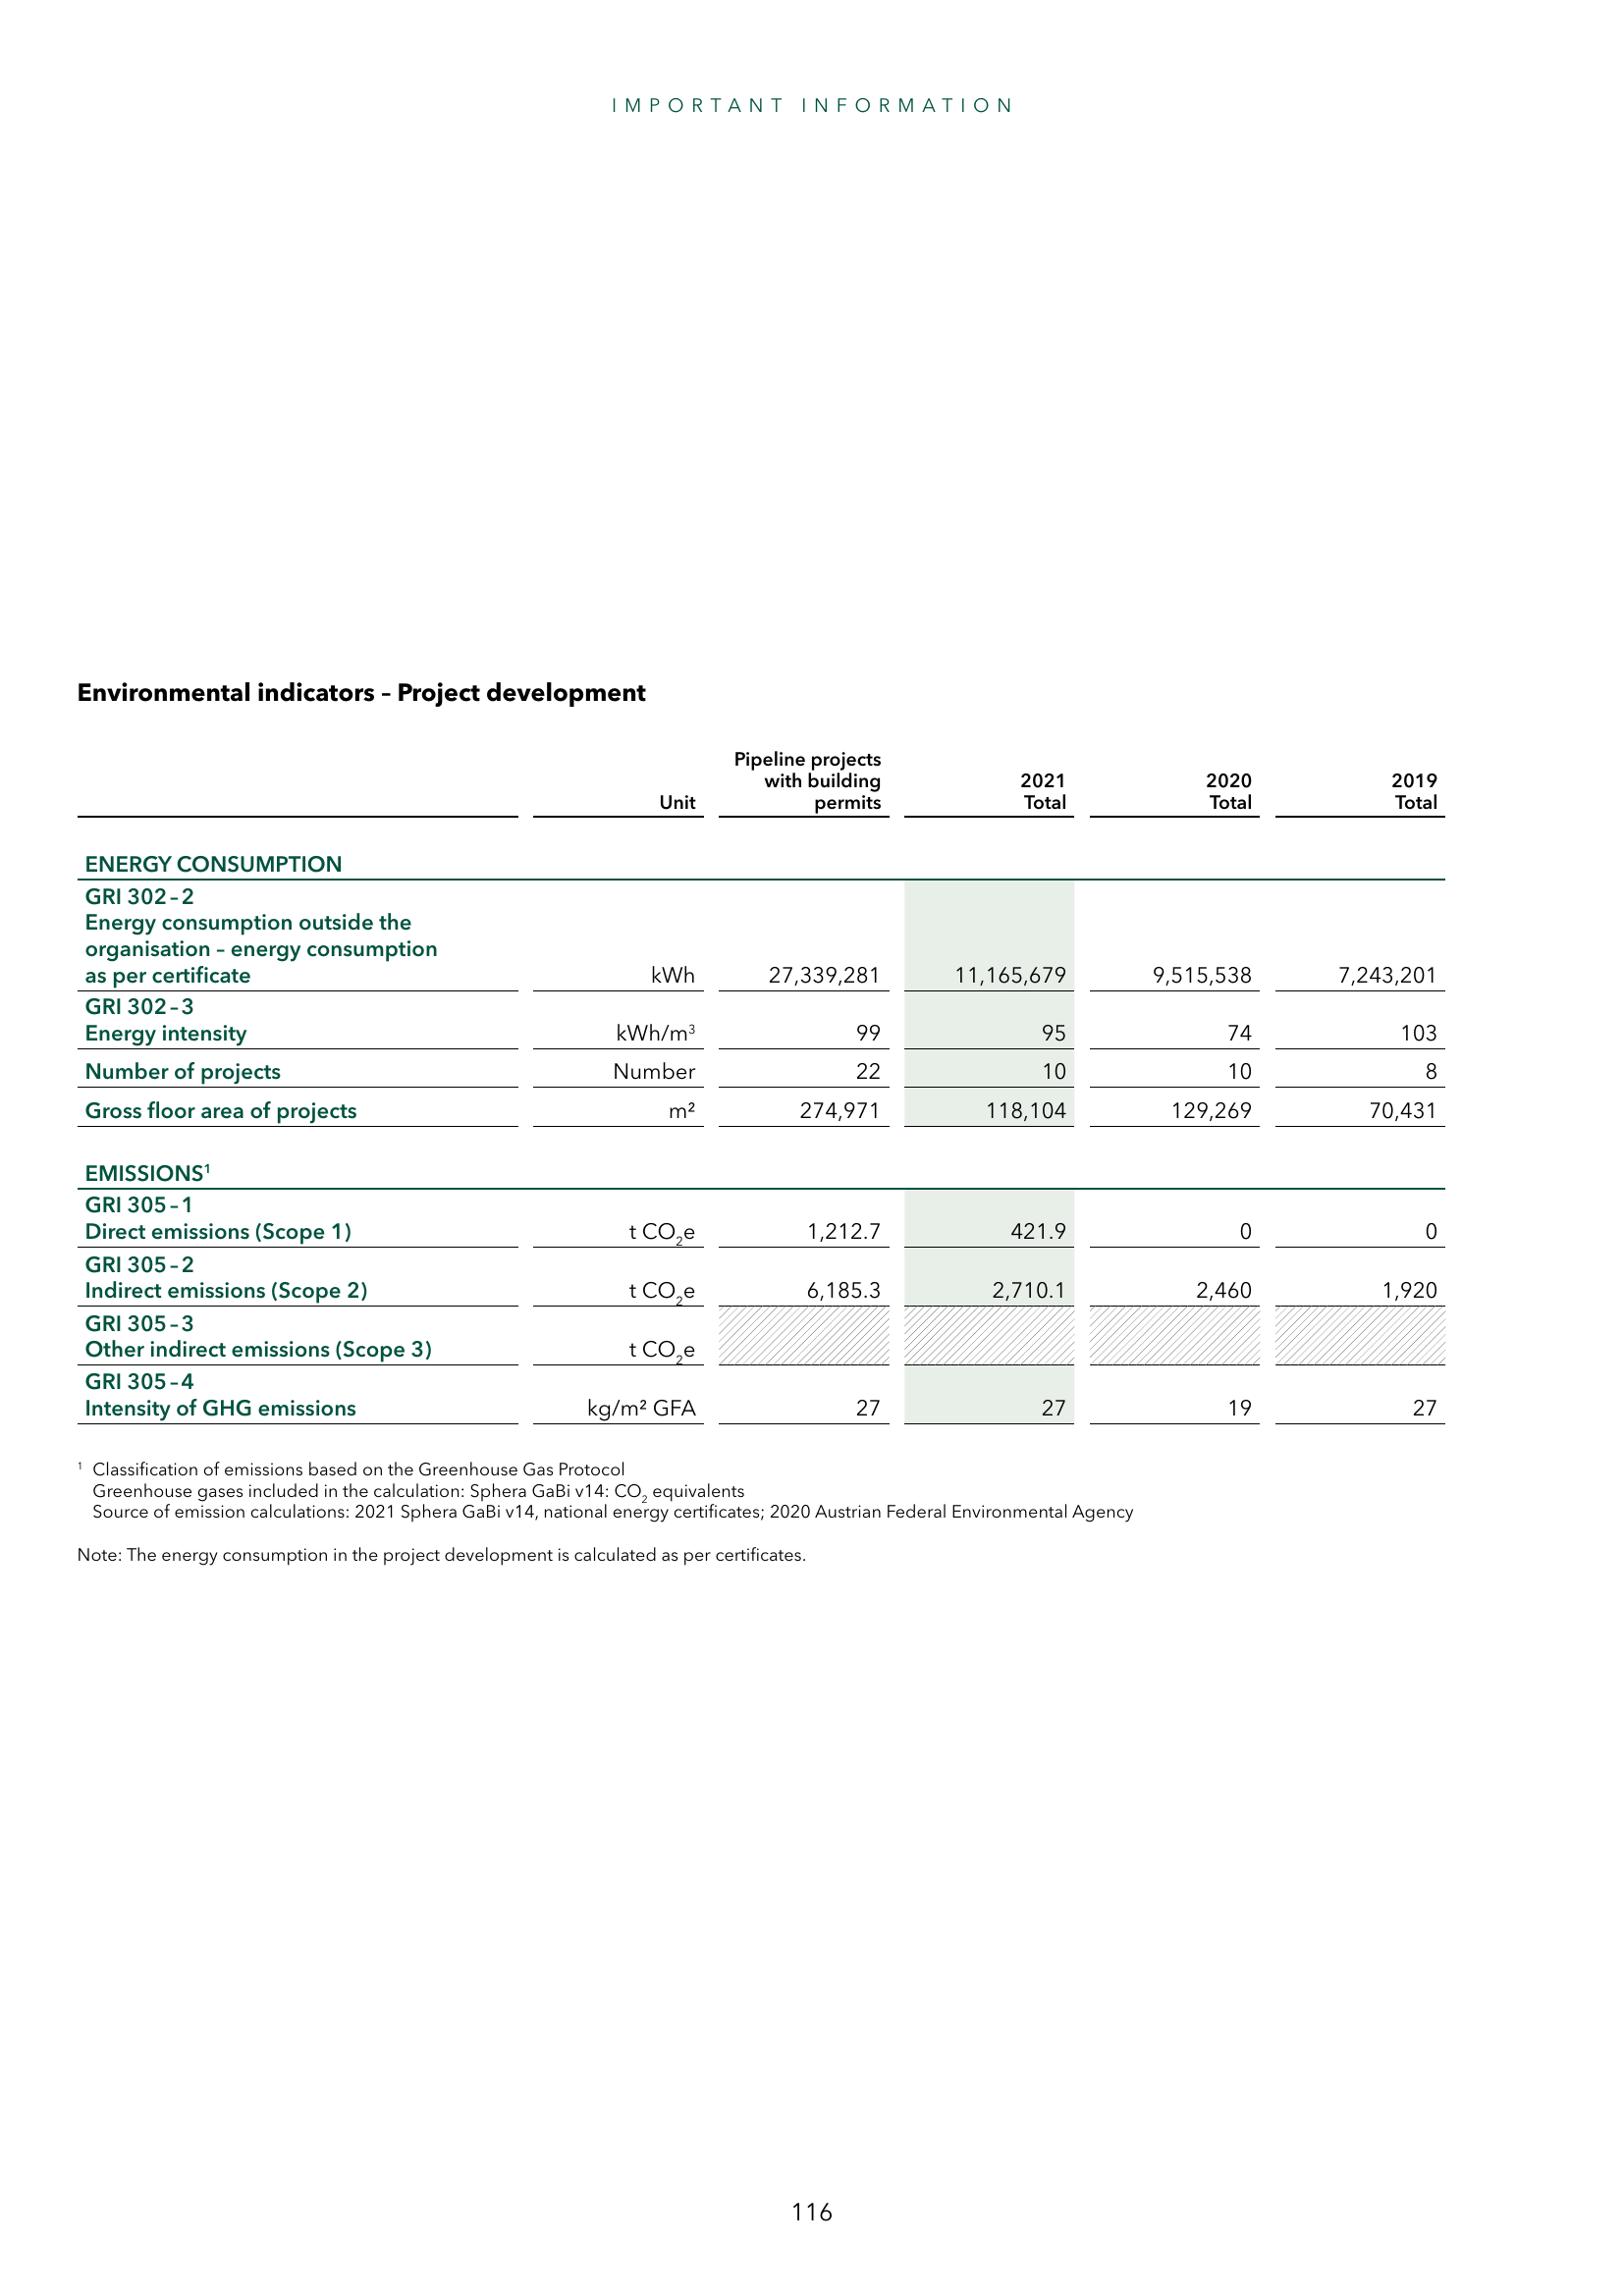 IMPORTANT INFORMATION
Environmental indicators – Project development
Pipeline projects
with building
permits
Unit
2021
Total
2020
Total
2019
Total
ENERGY CONSUMPTION
GRI 302–2
Energy consumption outside the
organisation – energy consumption
as per certificate kWh 27,339,281 11,165,679 9,515,538 7,243,201
GRI 302–3
Energy intensity kWh/m³ 99 95 74 103
Number of projects Number 22 10 10 8
Gross floor area of projects m² 274,971 118,104 129,269 70,431
EMISSIONS¹
GRI 305–1
Direct emissions (Scope 1) t CO₂e 1,212.7 421.9 0 0
GRI 305–2
Indirect emissions (Scope 2) t CO₂e 6,185.3 2,710.1 2,460 1,920
GRI 305–3
Other indirect emissions (Scope 3) t CO₂e
GRI 305–4
Intensity of GHG emissions kg/m² GFA 27 27 19 27
¹ Classification of emissions based on the Greenhouse Gas Protocol
Greenhouse gases included in the calculation: Sphera GaBi v14: CO₂ equivalents
Source of emission calculations: 2021 Sphera GaBi v14, national energy certificates; 2020 Austrian Federal Environmental Agency
Note: The energy consumption in the project development is calculated as per certificates.
116